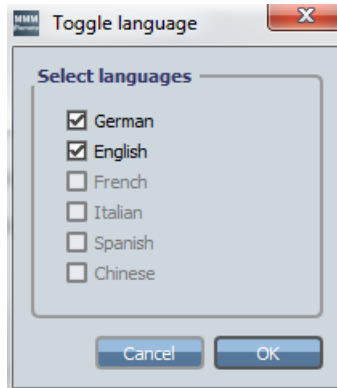 MMM
Toggle language
Select languages
German
English
French
Italian
Spanish
Chinese
Cancel OK